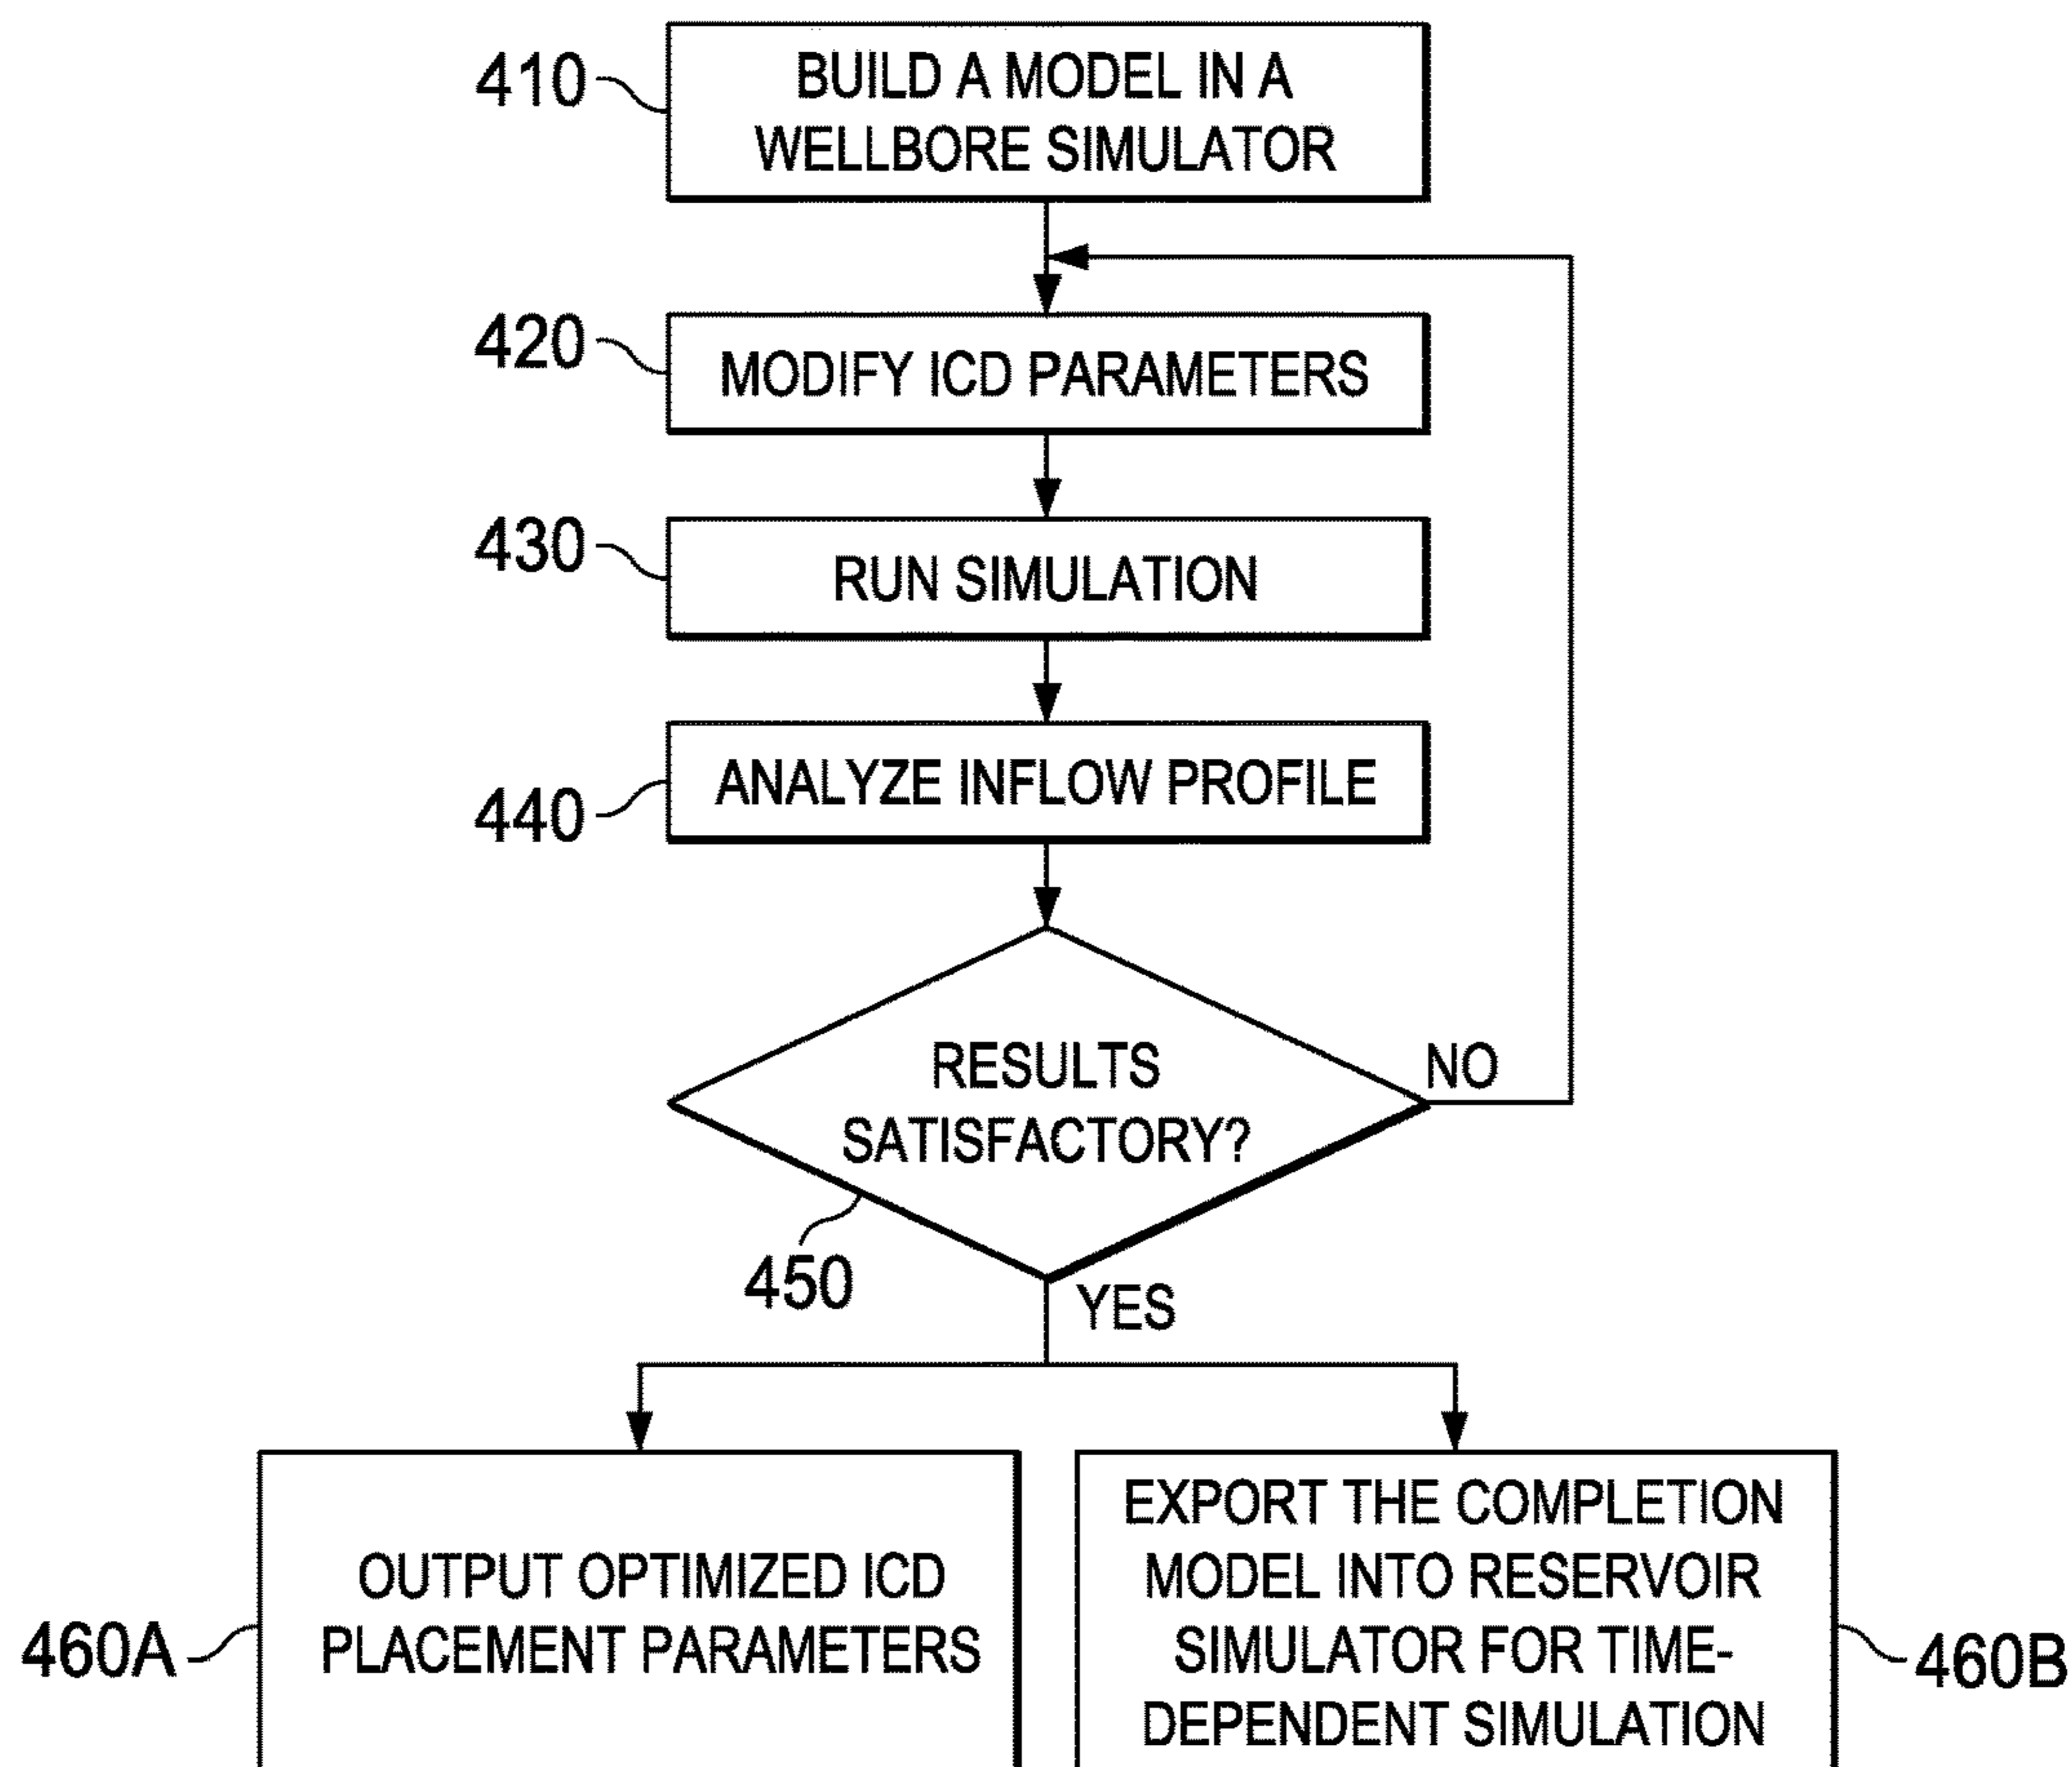 410
BUILD A MODEL IN A
WELLBORE SIMULATOR
420
MODIFY ICD PARAMETERS
430
RUN SIMULATION
440
ANALYZE INFLOW PROFILE
RESULTS
SATISFACTORY?
NO
450
YES
460A
OUTPUT OPTIMIZED ICD
PLACEMENT PARAMETERS
EXPORT THE COMPLETION
MODEL INTO RESERVOIR
SIMULATOR FOR TIME-
DEPENDENT SIMULATION
460B